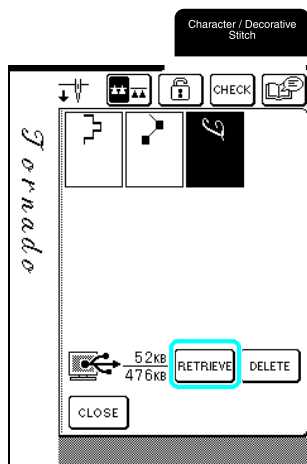 Character / Decorative
Stitch
CHECK
Tornado
52KB
476KB
RETRIEVE
DELETE
CLOSE